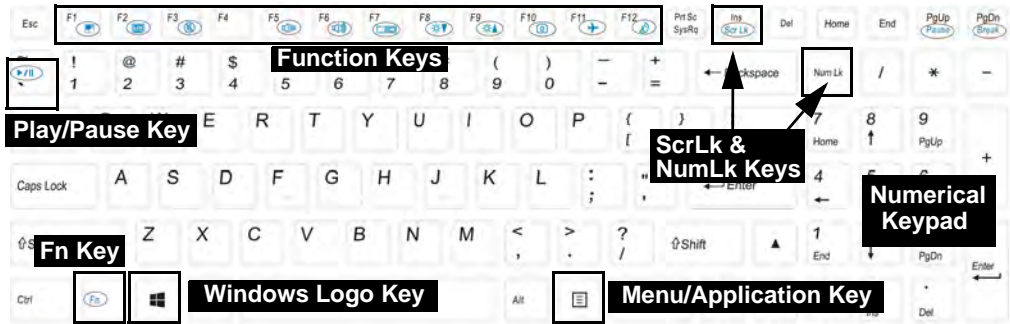 Esc F1 F2 F3 F4 F5 F6 F7 F8 F9 F10 F11 F12 Prt Sc SysRq Ins Scr Lk Del Home End PgUp Pause PgDn Break
Function Keys
! 1 @ 2 # 3 $ 4 5 6 7 8 ( 9 ) 0 — - + = ← Num Lk / * -
Play/Pause Key
E R T Y U I O P { [ } 7 Home 8 ↑ 9 PgUp +
ScrLk &
NumLk Keys
Caps Lock A S D F G H J K L : ; " ' ← Enter 4 ←
Numerical
Keypad
Fn Key
Z X C V B N M < , > . ? / ⇧Shift ▲ 1 End ↓ PgDn Enter
Ctrl Fn
Windows Logo Key
Alt
Menu/Application Key
. Del